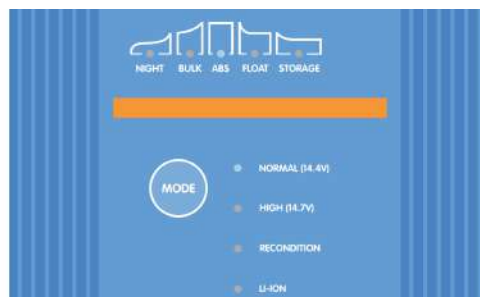 NIGHT BULK ABS FLOAT STORAGE
MODE
NORMAL (14.4V)
HIGH (14.7V)
RECONDITION
LI-ION